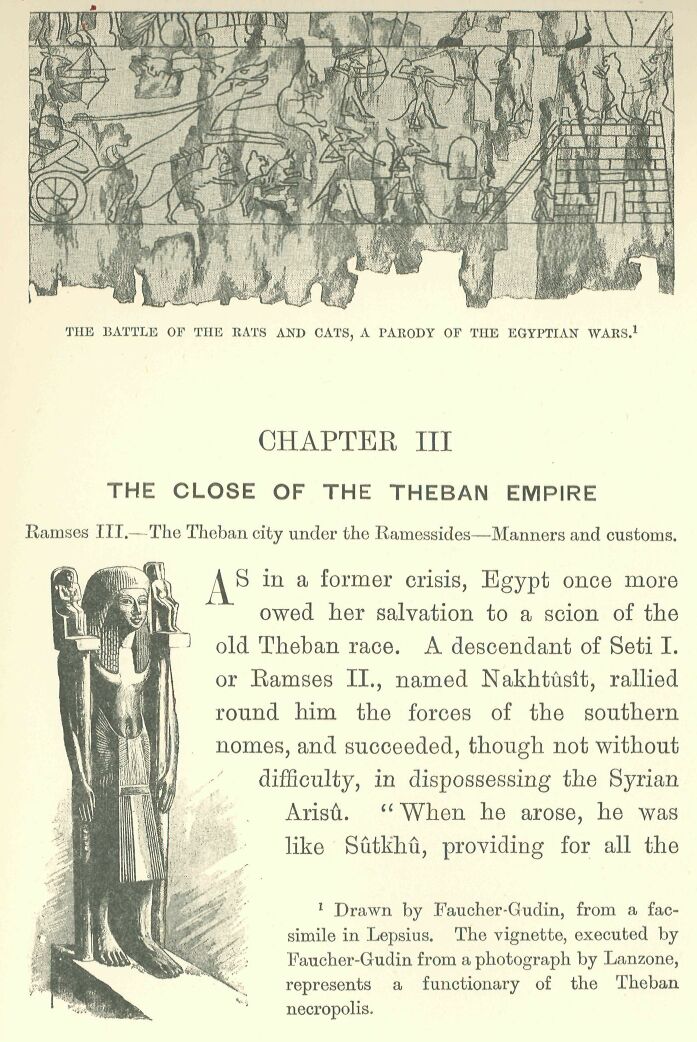 THE BATTLE OF THE RATS AND CATS, A PARODY OF THE EGYPTIAN WARS.¹
CHAPTER III
THE CLOSE OF THE THEBAN EMPIRE
Ramses III.—The Theban city under the Ramessides—Manners and customs.
AS in a former crisis, Egypt once more
owed her salvation to a scion of the
old Theban race. A descendant of Seti I.
or Ramses II., named Nakhtûsît, rallied
round him the forces of the southern
nomes, and succeeded, though not without
difficulty, in dispossessing the Syrian
Arisû. “When he arose, he was
like Sûtkhû, providing for all the
¹ Drawn by Faucher-Gudin, from a fac-
simile in Lepsius. The vignette, executed by
Faucher-Gudin from a photograph by Lanzone,
represents a functionary of the Theban
necropolis.